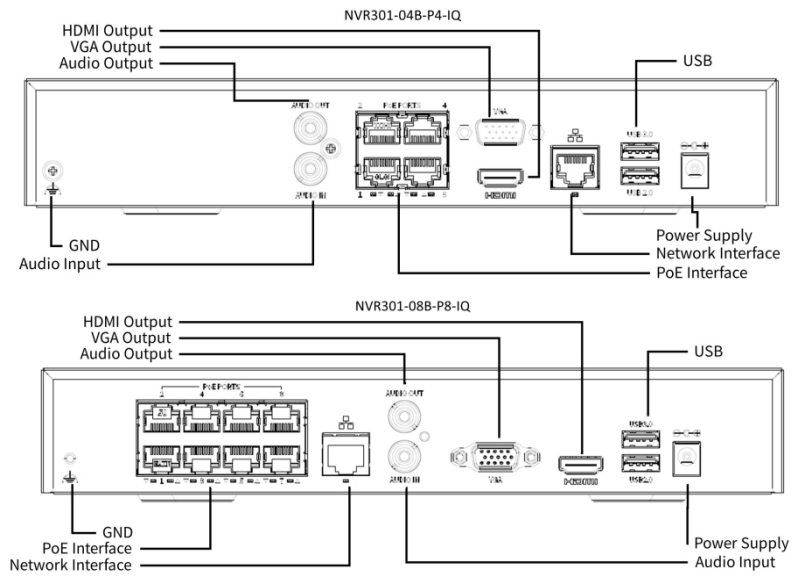 NVR301-04B-P4-IQ
HDMI Output
VGA Output
Audio Output
USB
AUDIO OUT
2 PoE PORTS 4
VGA
USB 3.0
AUDIO IN
1
3
HDMI
USB 2.0
GND
Audio Input
Power Supply
Network Interface
PoE Interface
NVR301-08B-P8-IQ
HDMI Output
VGA Output
Audio Output
USB
PoE PORTS
2 4 6 8
AUDIO OUT
USB3.0
1 3 5 7
AUDIO IN
VGA
HDMI
USB2.0
GND
PoE Interface
Network Interface
Power Supply
Audio Input